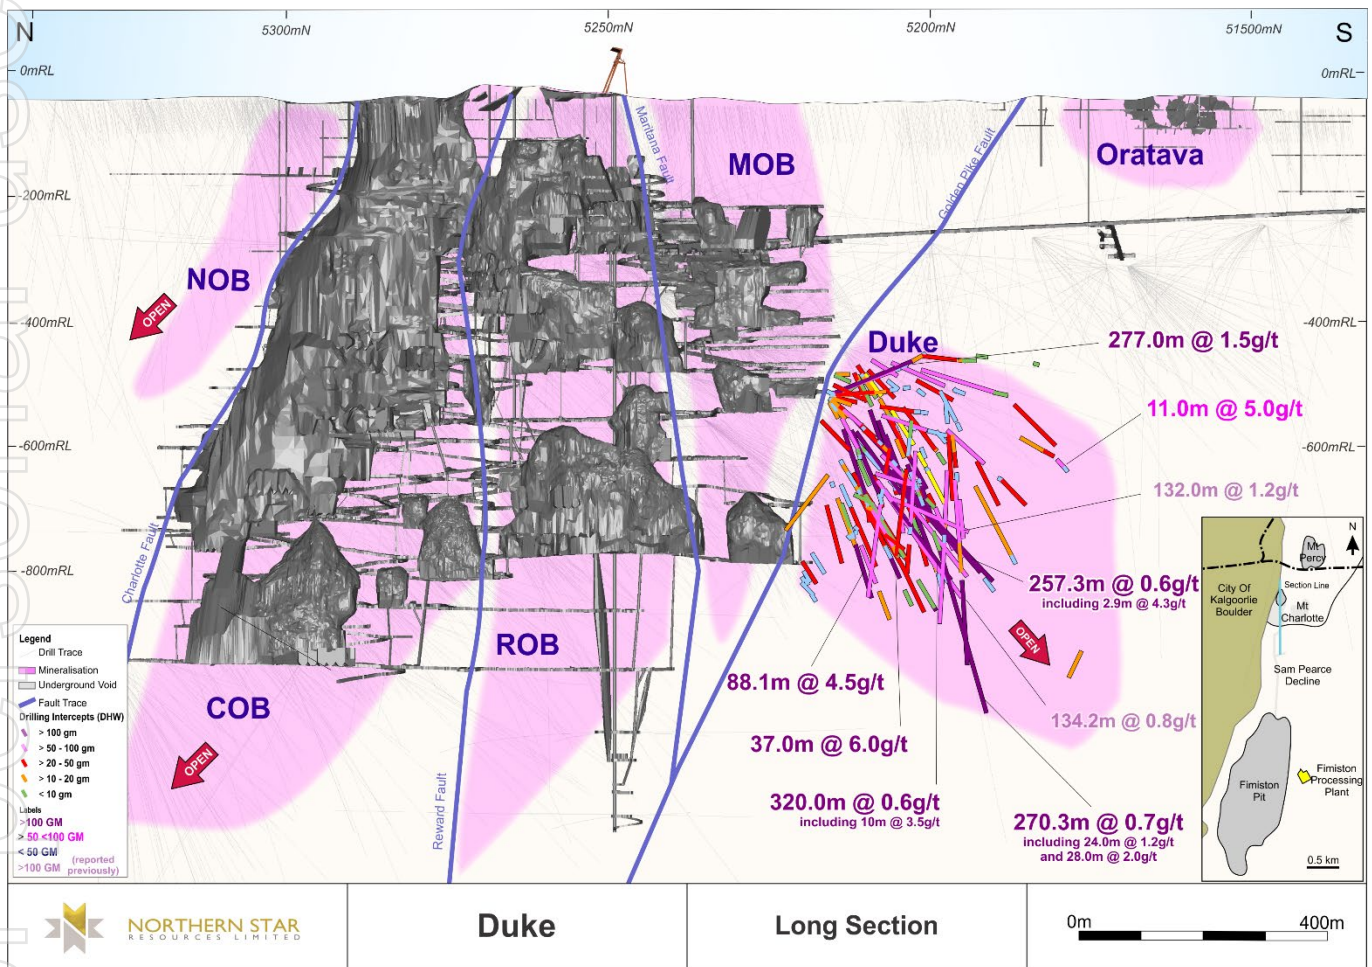 N
5300mN
5250mN
5200mN
51500mN
S
0mRL
0mRL
Maritana Fault
MOB
Golden Pike Fault
Oratava
-200mRL
-200mRL
NOB
OPEN
-400mRL
-400mRL
Duke
277.0m @ 1.5g/t
11.0m @ 5.0g/t
-600mRL
-600mRL
132.0m @ 1.2g/t
Charlotte Fault
-800mRL
257.3m @ 0.6g/t
including 2.9m @ 4.3g/t
OPEN
ROB
88.1m @ 4.5g/t
COB
134.2m @ 0.8g/t
37.0m @ 6.0g/t
OPEN
Reward Fault
320.0m @ 0.6g/t
including 10m @ 3.5g/t
270.3m @ 0.7g/t
including 24.0m @ 1.2g/t
and 28.0m @ 2.0g/t
Legend
Drill Trace
Mineralisation
Underground Void
Fault Trace
Drilling Intercepts (DHW)
> 100 gm
> 50 - 100 gm
> 20 - 50 gm
> 10 - 20 gm
< 10 gm
Labels
>100 GM
> 50 <100 GM
< 50 GM
>100 GM (reported previously)
N
Mt
Percy
Section Line
City Of
Kalgoorlie
Boulder
Mt
Charlotte
Sam Pearce
Decline
Fimiston
Processing
Plant
Fimiston
Pit
0.5 km
NORTHERN STAR
RESOURCES LIMITED
Duke
Long Section
0m
400m